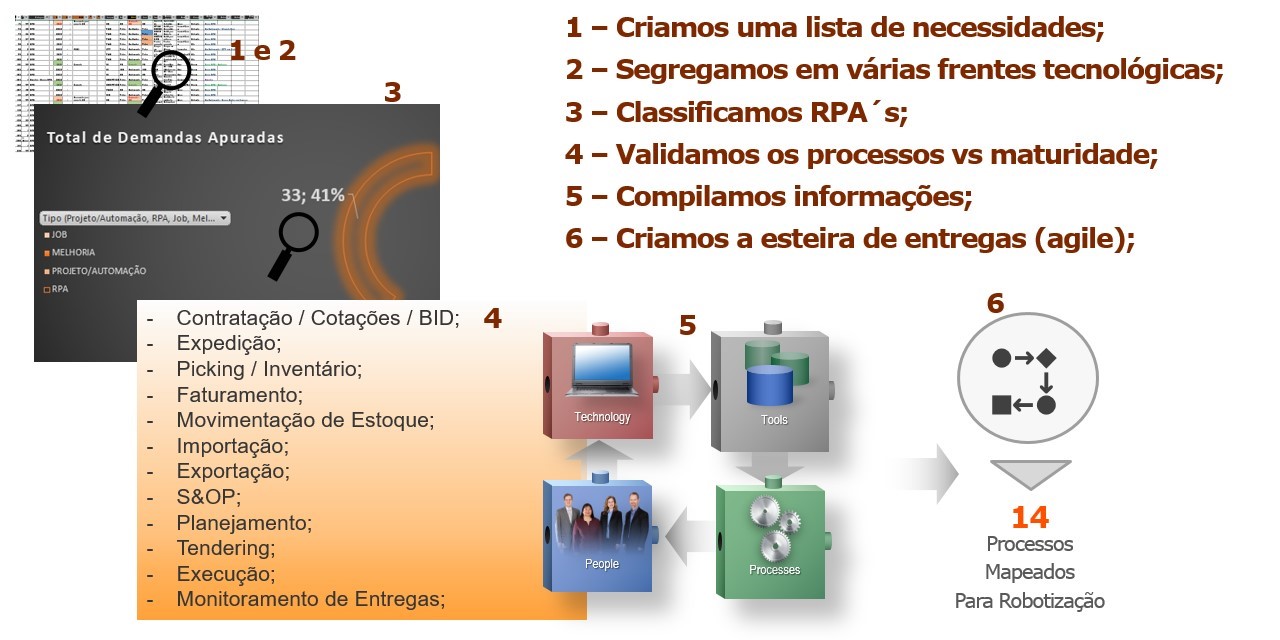 1 e 2
3
Total de Demandas Apuradas
33; 41%
Tipo (Projeto/Automação, RPA, Job, Mel...
JOB
MELHORIA
PROJETO/AUTOMAÇÃO
RPA
1 – Criamos uma lista de necessidades;
2 – Segregamos em várias frentes tecnológicas;
3 – Classificamos RPA´s;
4 – Validamos os processos vs maturidade;
5 – Compilamos informações;
6 – Criamos a esteira de entregas (agile);
4
- Contratação / Cotações / BID;
- Expedição;
- Picking / Inventário;
- Faturamento;
- Movimentação de Estoque;
- Importação;
- Exportação;
- S&OP;
- Planejamento;
- Tendering;
- Execução;
- Monitoramento de Entregas;
5
Technology
Tools
People
Processes
6
14
Processos
Mapeados
Para Robotização